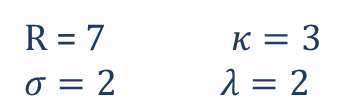 R = 7 κ = 3
σ = 2 λ = 2